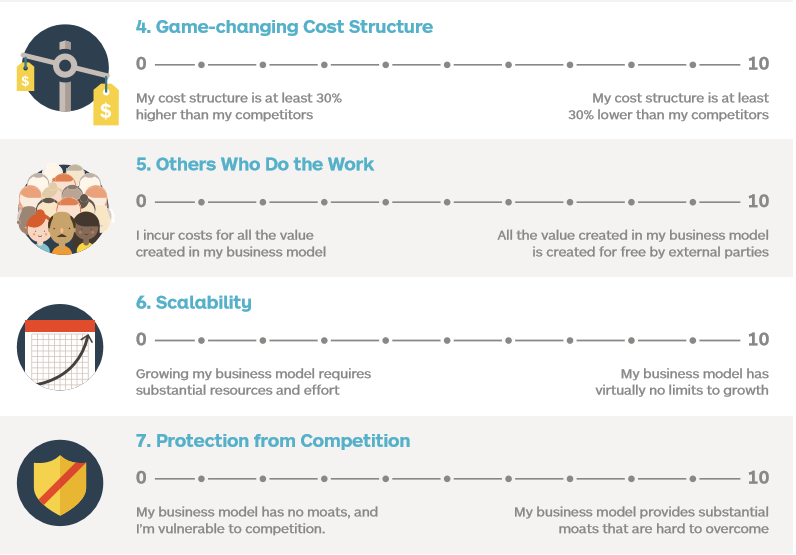 4. Game-changing Cost Structure
0 10
My cost structure is at least 30%
higher than my competitors
My cost structure is at least
30% lower than my competitors
$
$
5. Others Who Do the Work
0 10
I incur costs for all the value
created in my business model
All the value created in my business model
is created for free by external parties
6. Scalability
0 10
Growing my business model requires
substantial resources and effort
My business model has
virtually no limits to growth
7. Protection from Competition
0 10
My business model has no moats, and
I'm vulnerable to competition.
My business model provides substantial
moats that are hard to overcome